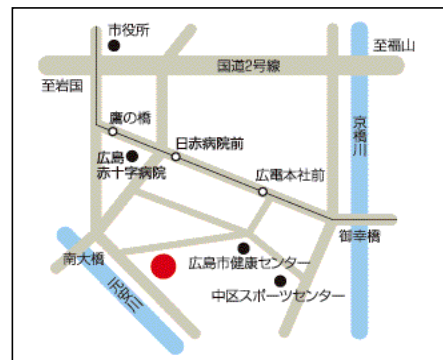 市役所
至福山
国道2号線
至岩国
鷹の橋
京橋川
日赤病院前
広島
赤十字病院
広電本社前
御幸橋
南大橋
広島市健康センター
元安川
中区スポーツセンター